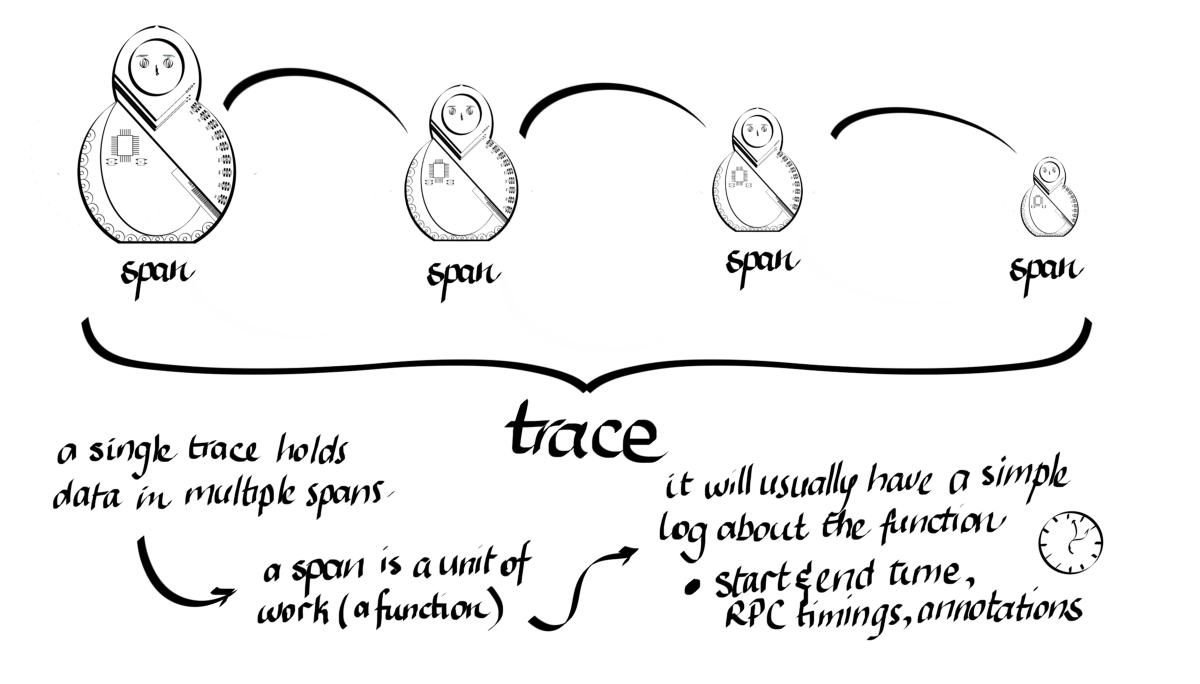 span
span
span
span
trace
a single trace holds
data in multiple spans.
a span is a unit of
work (a function)
it will usually have a simple
log about the function
• start & end time,
RPC timings, annotations